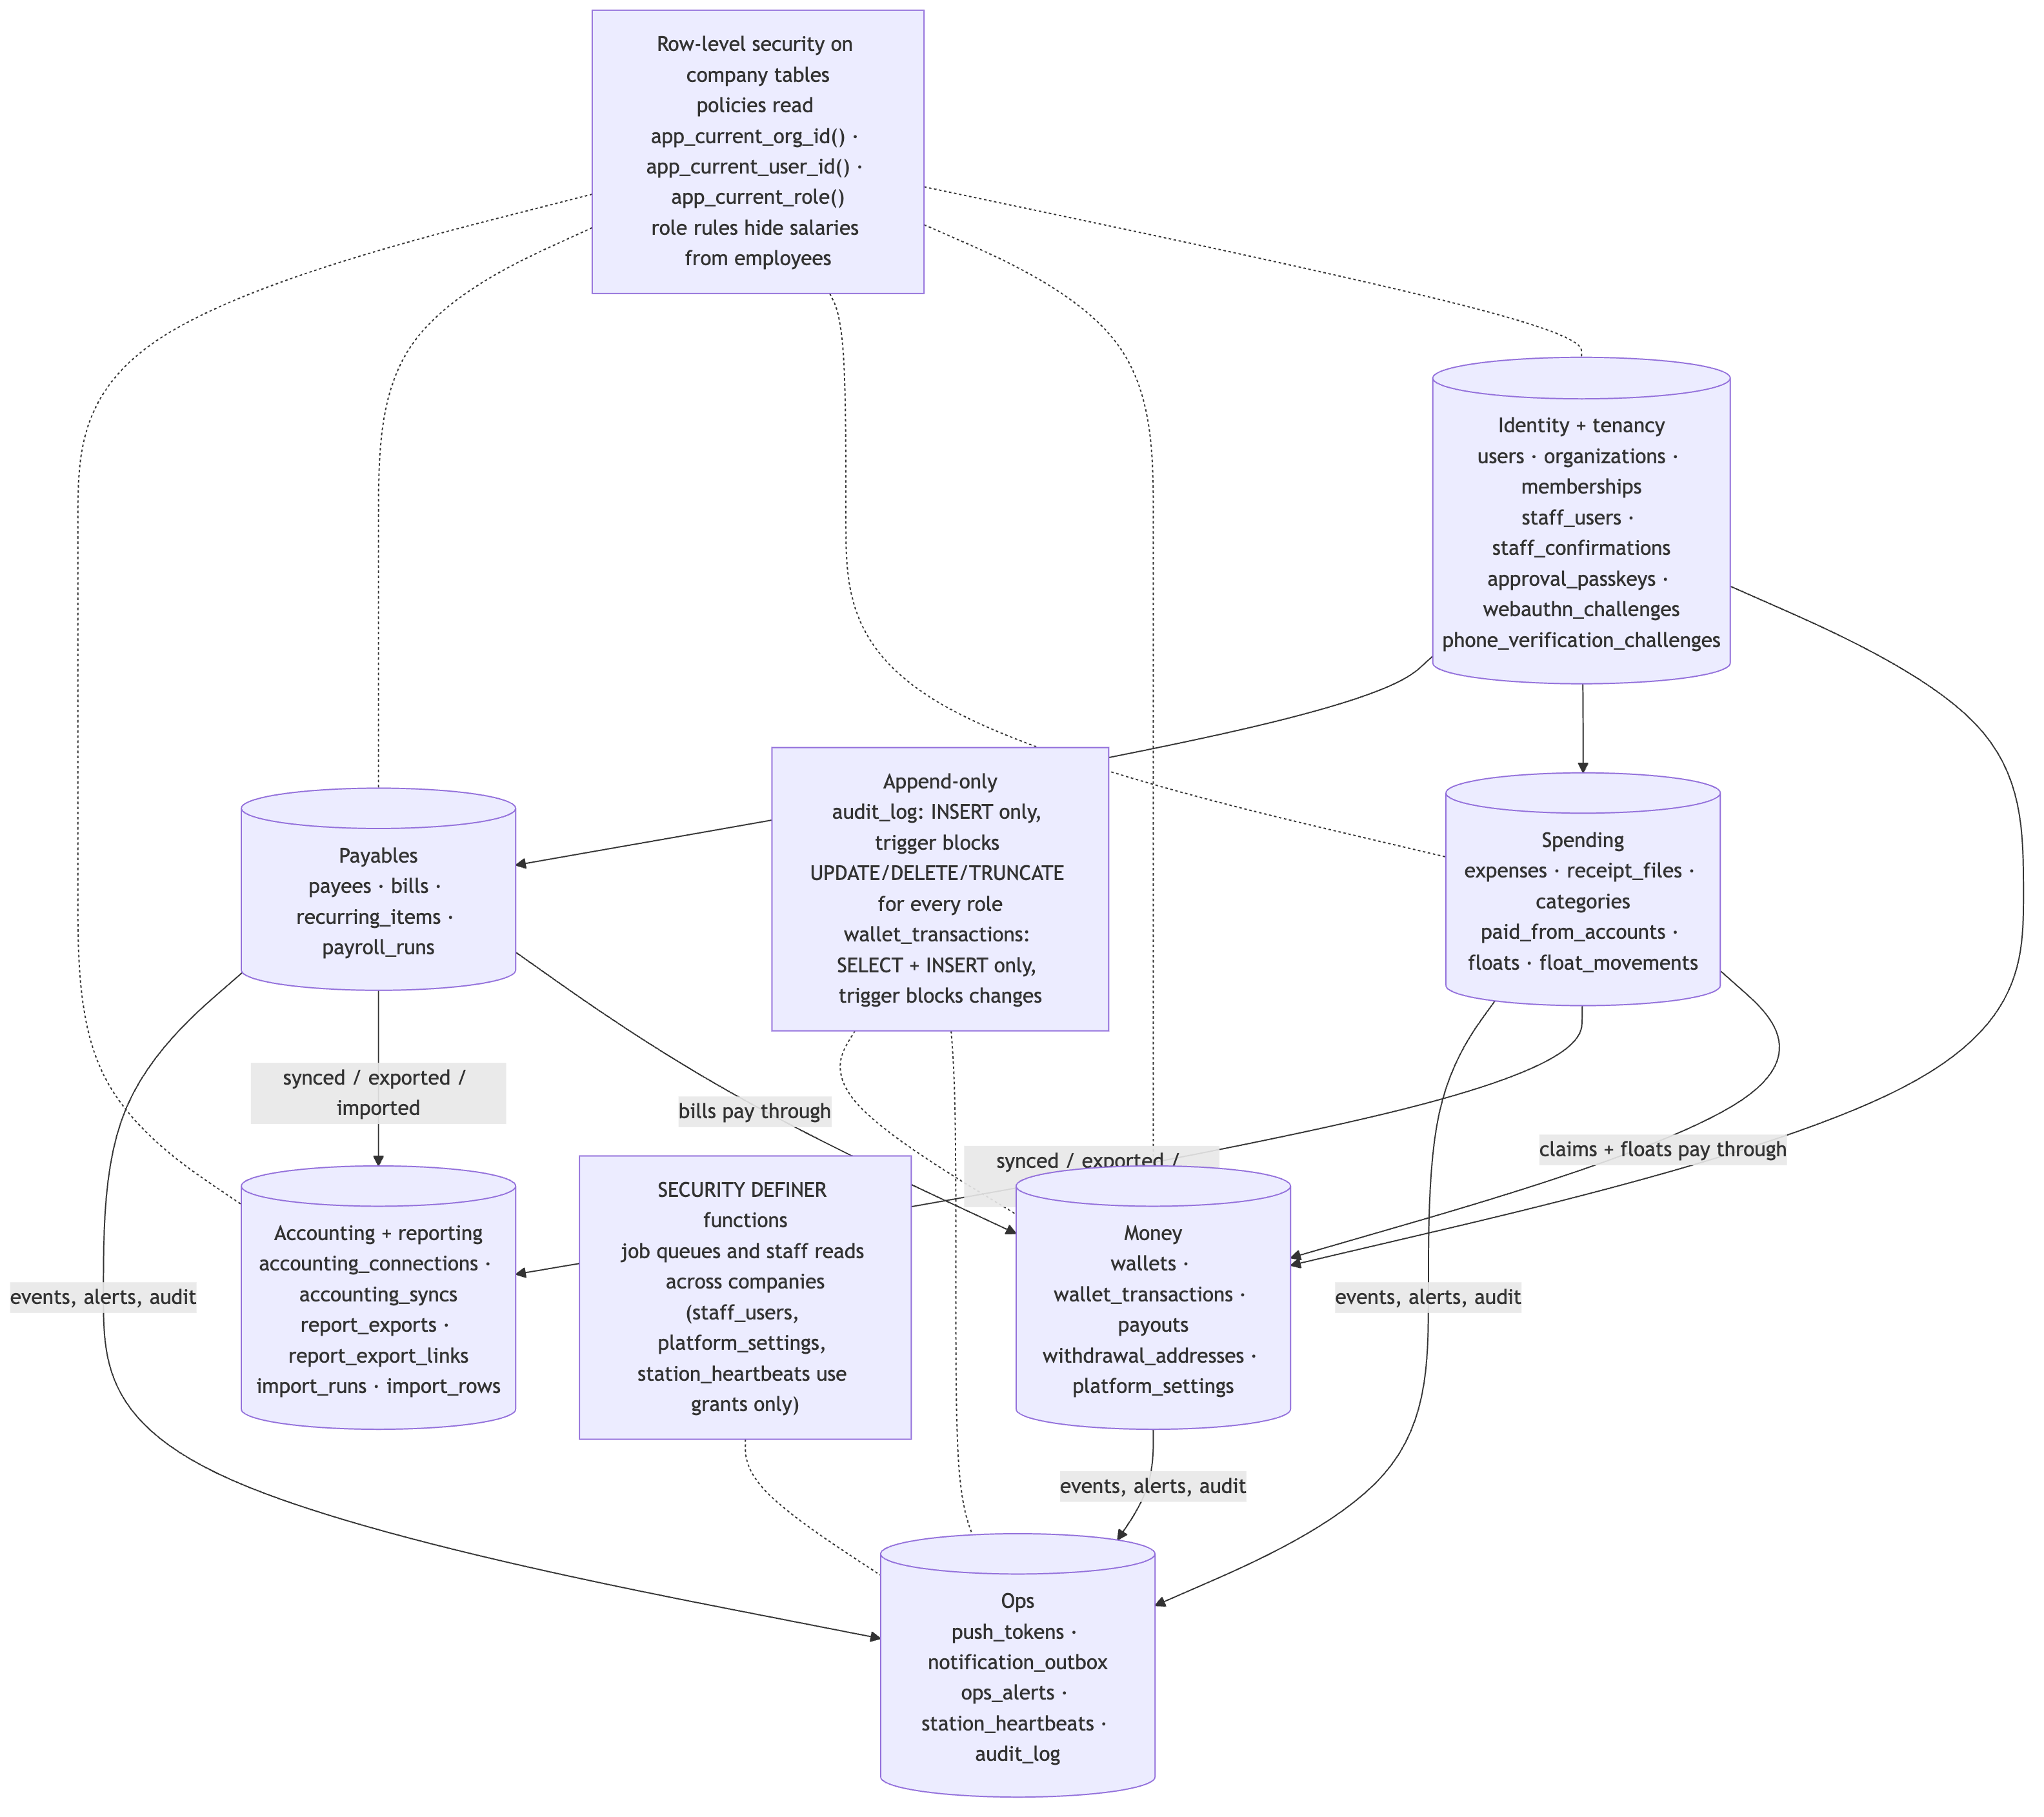 Row-level security on
company tables
policies read
app_current_org_id() ·
app_current_user_id() ·
app_current_role()
role rules hide salaries
from employees
Identity + tenancy
users · organizations ·
memberships
staff_users ·
staff_confirmations
approval_passkeys ·
webauthn_challenges
phone_verification_challenges
Append-only
audit_log: INSERT only,
trigger blocks
UPDATE/DELETE/TRUNCATE
for every role
wallet_transactions:
SELECT + INSERT only,
trigger blocks changes
Payables
payees · bills ·
recurring_items ·
payroll_runs
Spending
expenses · receipt_files ·
categories
paid_from_accounts ·
floats · float_movements
synced / exported /
imported
bills pay through
synced / exported /
claims + floats pay through
events, alerts, audit
Accounting + reporting
accounting_connections ·
accounting_syncs
report_exports ·
report_export_links
import_runs · import_rows
SECURITY DEFINER
functions
job queues and staff reads
across companies
(staff_users,
platform_settings,
station_heartbeats use
grants only)
Money
wallets ·
wallet_transactions ·
payouts
withdrawal_addresses ·
platform_settings
events, alerts, audit
events, alerts, audit
Ops
push_tokens ·
notification_outbox
ops_alerts ·
station_heartbeats ·
audit_log